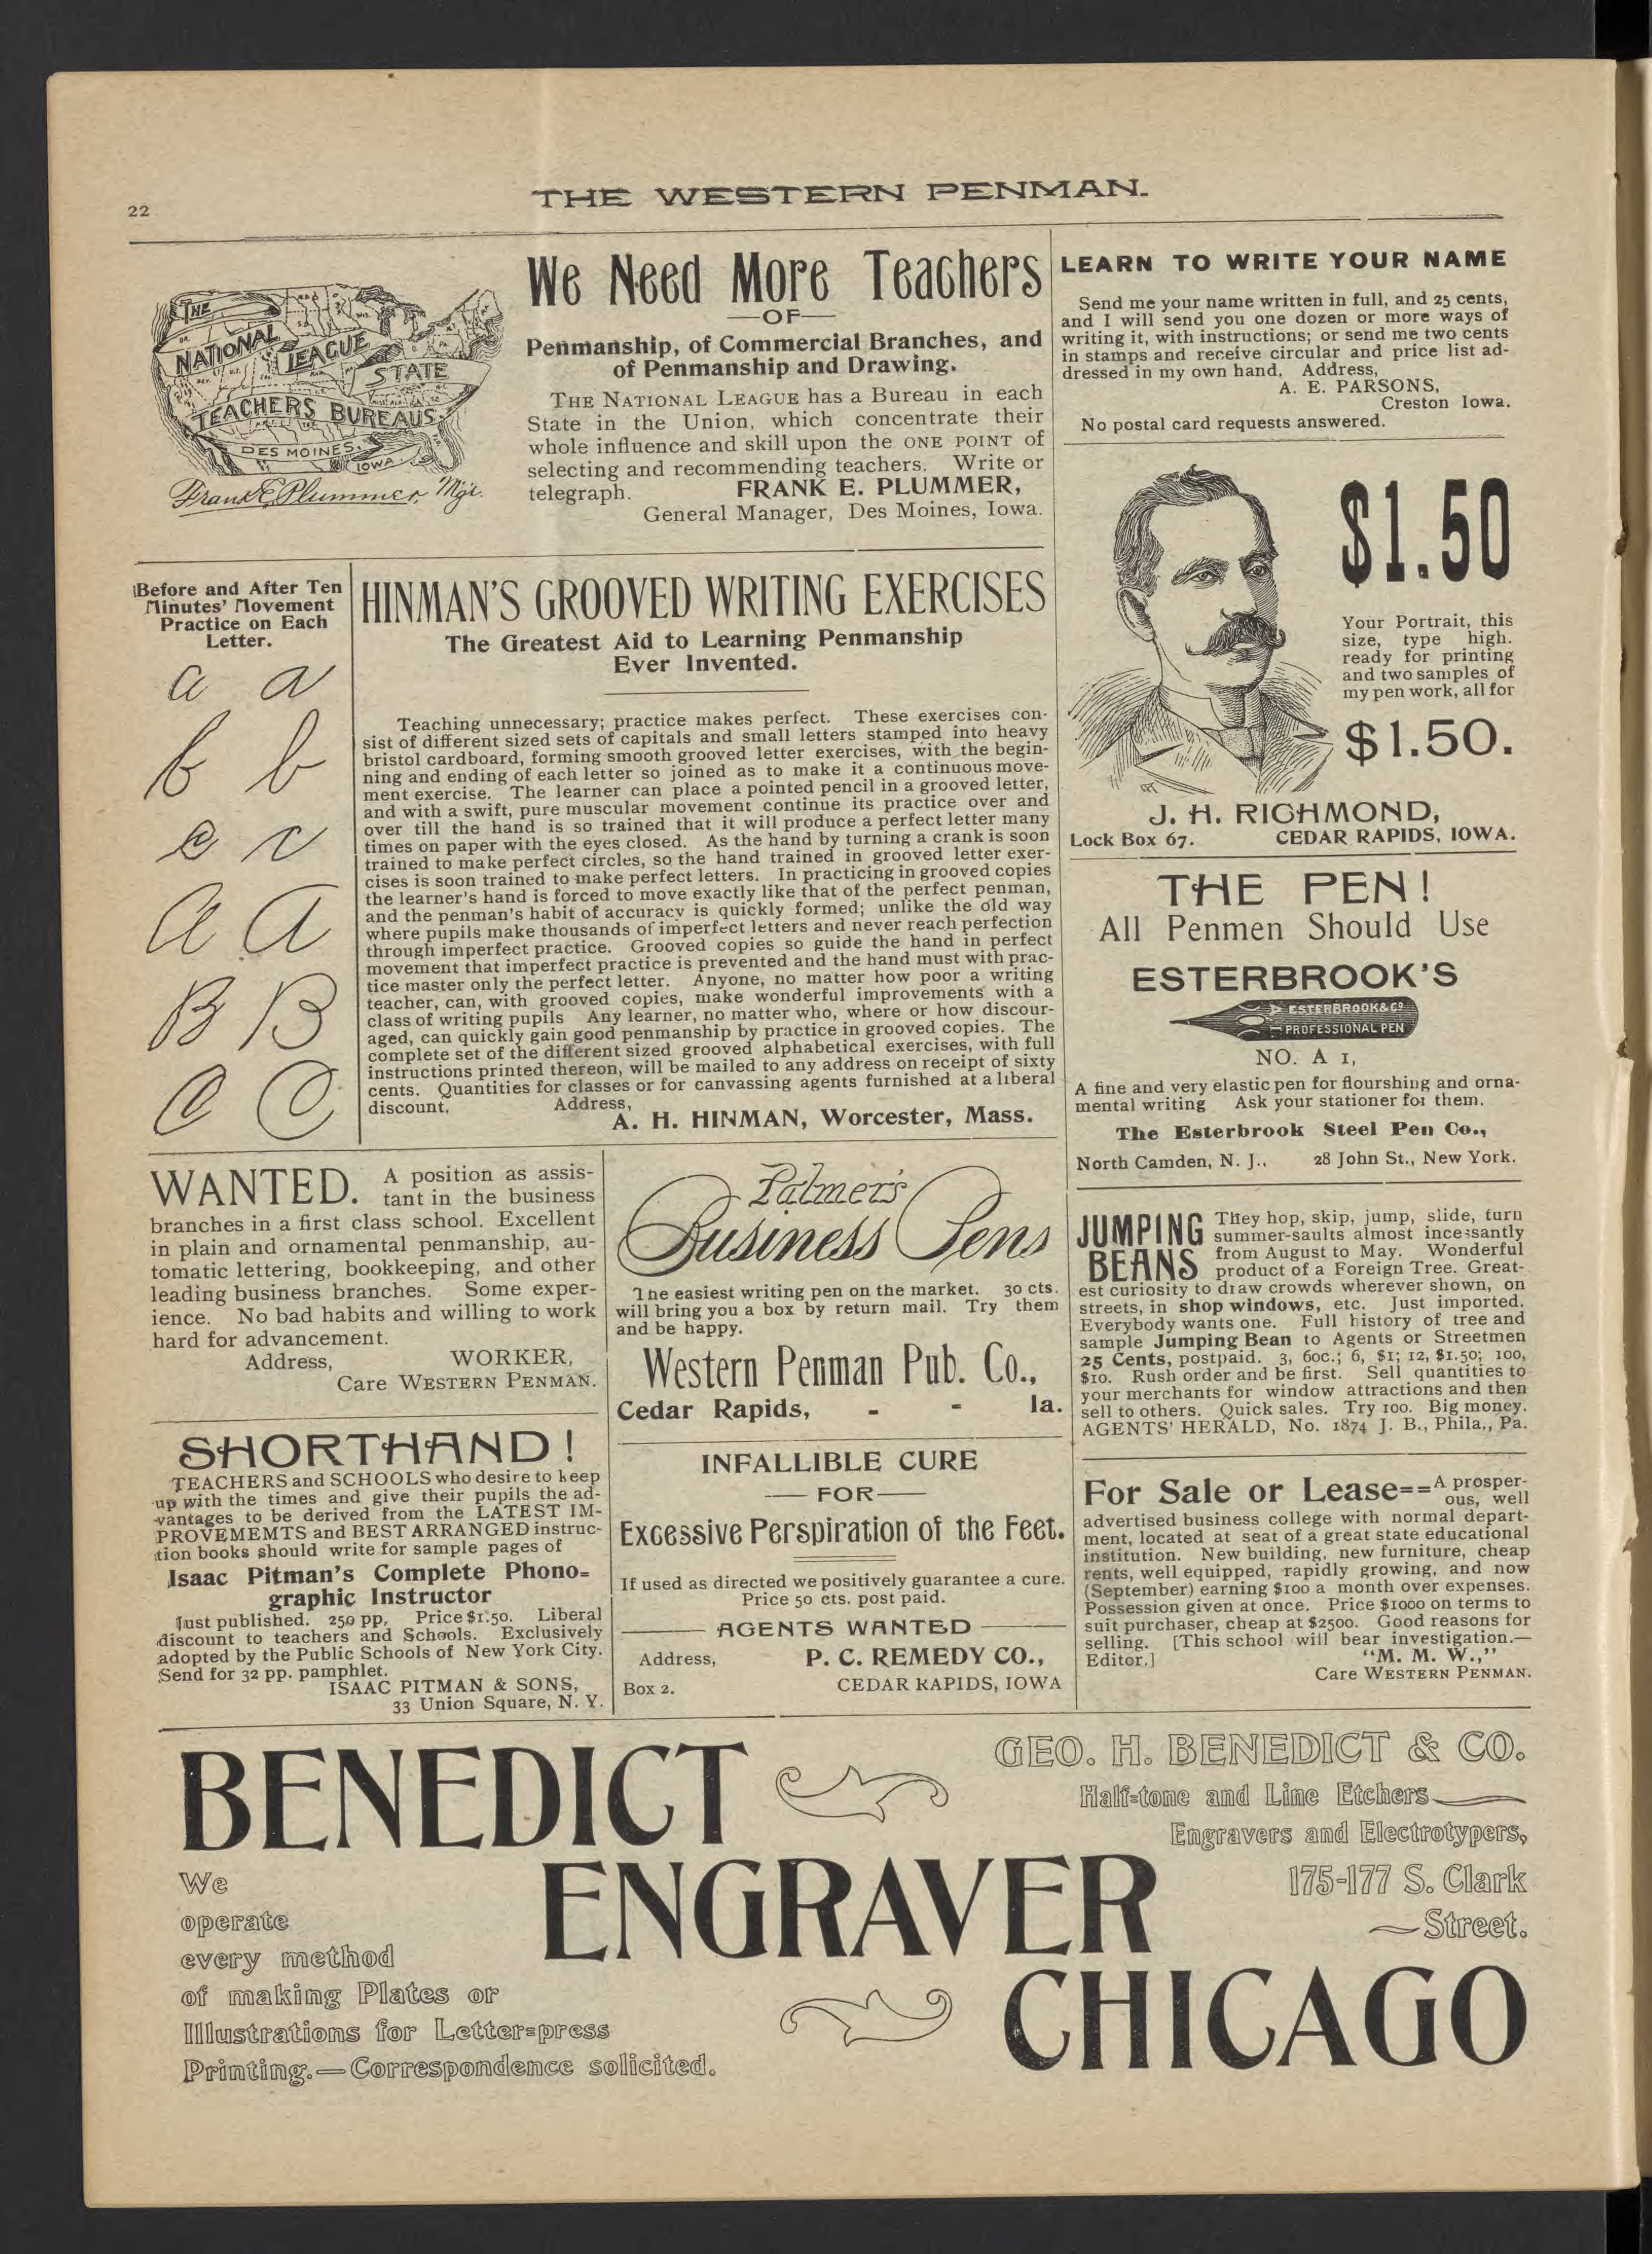 22
THE WESTERN PENMAN.
THE
NATIONAL
LEAGUE
STATE
TEACHERS BUREAUS.
DES MOINES.
IOWA
Frank E. Plummer, Mgr.
We Need More Teachers
—OF—
Penmanship, of Commercial Branches, and
of Penmanship and Drawing.
THE NATIONAL LEAGUE has a Bureau in each
State in the Union, which concentrate their
whole influence and skill upon the ONE POINT of
selecting and recommending teachers. Write or
telegraph. FRANK E. PLUMMER,
General Manager, Des Moines, Iowa.
LEARN TO WRITE YOUR NAME
Send me your name written in full, and 25 cents,
and I will send you one dozen or more ways of
writing it, with instructions; or send me two cents
in stamps and receive circular and price list ad-
dressed in my own hand. Address,
A. E. PARSONS,
Creston Iowa.
No postal card requests answered.
$1.50
Your Portrait, this
size, type high.
ready for printing
and two samples of
my pen work, all for
$1.50.
J. H. RICHMOND,
Lock Box 67. CEDAR RAPIDS, IOWA.
Before and After Ten
Minutes' Movement
Practice on Each
Letter.
a a
b b
c c
A A
B B
C C
HINMAN'S GROOVED WRITING EXERCISES
The Greatest Aid to Learning Penmanship
Ever Invented.
Teaching unnecessary; practice makes perfect. These exercises con-
sist of different sized sets of capitals and small letters stamped into heavy
bristol cardboard, forming smooth grooved letter exercises, with the begin-
ning and ending of each letter so joined as to make it a continuous move-
ment exercise. The learner can place a pointed pencil in a grooved letter,
and with a swift, pure muscular movement continue its practice over and
over till the hand is so trained that it will produce a perfect letter many
times on paper with the eyes closed. As the hand by turning a crank is soon
trained to make perfect circles, so the hand trained in grooved letter exer-
cises is soon trained to make perfect letters. In practicing in grooved copies
the learner's hand is forced to move exactly like that of the perfect penman,
and the penman's habit of accuracy is quickly formed; unlike the old way
where pupils make thousands of imperfect letters and never reach perfection
through imperfect practice. Grooved copies so guide the hand in perfect
movement that imperfect practice is prevented and the hand must with prac-
tice master only the perfect letter. Anyone, no matter how poor a writing
teacher, can, with grooved copies, make wonderful improvements with a
class of writing pupils Any learner, no matter who, where or how discour-
aged, can quickly gain good penmanship by practice in grooved copies. The
complete set of the different sized grooved alphabetical exercises, with full
instructions printed thereon, will be mailed to any address on receipt of sixty
cents. Quantities for classes or for canvassing agents furnished at a liberal
discount. Address,
A. H. HINMAN, Worcester, Mass.
THE PEN!
All Penmen Should Use
ESTERBROOK'S
ESTERBROOK & CO
PROFESSIONAL PEN
NO. A 1,
A fine and very elastic pen for flourshing and orna-
mental writing Ask your stationer for them.
The Esterbrook Steel Pen Co.,
North Camden, N. J.. 28 John St., New York.
WANTED. A position as assis-
tant in the business
branches in a first class school. Excellent
in plain and ornamental penmanship, au-
tomatic lettering, bookkeeping, and other
leading business branches. Some exper-
ience. No bad habits and willing to work
hard for advancement.
Address, WORKER,
Care WESTERN PENMAN.
Palmer's
Business Pens
The easiest writing pen on the market. 30 cts.
will bring you a box by return mail. Try them
and be happy.
Western Penman Pub. Co.,
Cedar Rapids, - - Ia.
JUMPING BEANS
They hop, skip, jump, slide, turn
summer-saults almost incessantly
from August to May. Wonderful
product of a Foreign Tree. Great-
est curiosity to draw crowds wherever shown, on
streets, in shop windows, etc. Just imported.
Everybody wants one. Full history of tree and
sample Jumping Bean to Agents or Streetmen
25 Cents, postpaid. 3, 60c.; 6, $1; 12, $1.50; 100,
$10. Rush order and be first. Sell quantities to
your merchants for window attractions and then
sell to others. Quick sales. Try 100. Big money.
AGENTS' HERALD, No. 1874 J. B., Phila., Pa.
SHORTHAND!
TEACHERS and SCHOOLS who desire to keep
up with the times and give their pupils the ad-
vantages to be derived from the LATEST IM-
PROVEMEMTS and BEST ARRANGED instruc-
tion books should write for sample pages of
Isaac Pitman's Complete Phono=
graphic Instructor
Just published. 250 pp. Price $1.50. Liberal
discount to teachers and Schools. Exclusively
adopted by the Public Schools of New York City.
Send for 32 pp. pamphlet.
ISAAC PITMAN & SONS,
33 Union Square, N. Y.
INFALLIBLE CURE
— FOR—
Excessive Perspiration of the Feet.
If used as directed we positively guarantee a cure.
Price 50 cts. post paid.
AGENTS WANTED
Address, P. C. REMEDY CO.,
Box 2. CEDAR RAPIDS, IOWA
For Sale or Lease==A prosper-
ous, well
advertised business college with normal depart-
ment, located at seat of a great state educational
institution. New building, new furniture, cheap
rents, well equipped, rapidly growing, and now
(September) earning $100 a month over expenses.
Possession given at once. Price $1000 on terms to
suit purchaser, cheap at $2500. Good reasons for
selling. [This school will bear investigation.—
Editor.] "M. M. W.,"
Care WESTERN PENMAN.
BENEDICT
ENGRAVER
CHICAGO
GEO. H. BENEDICT & CO.
Half=tone and Line Etchers
Engravers and Electrotypers,
175-177 S. Clark
Street.
We
operate
every method
of making Plates or
Illustrations for Letter=press
Printing.—Correspondence solicited.